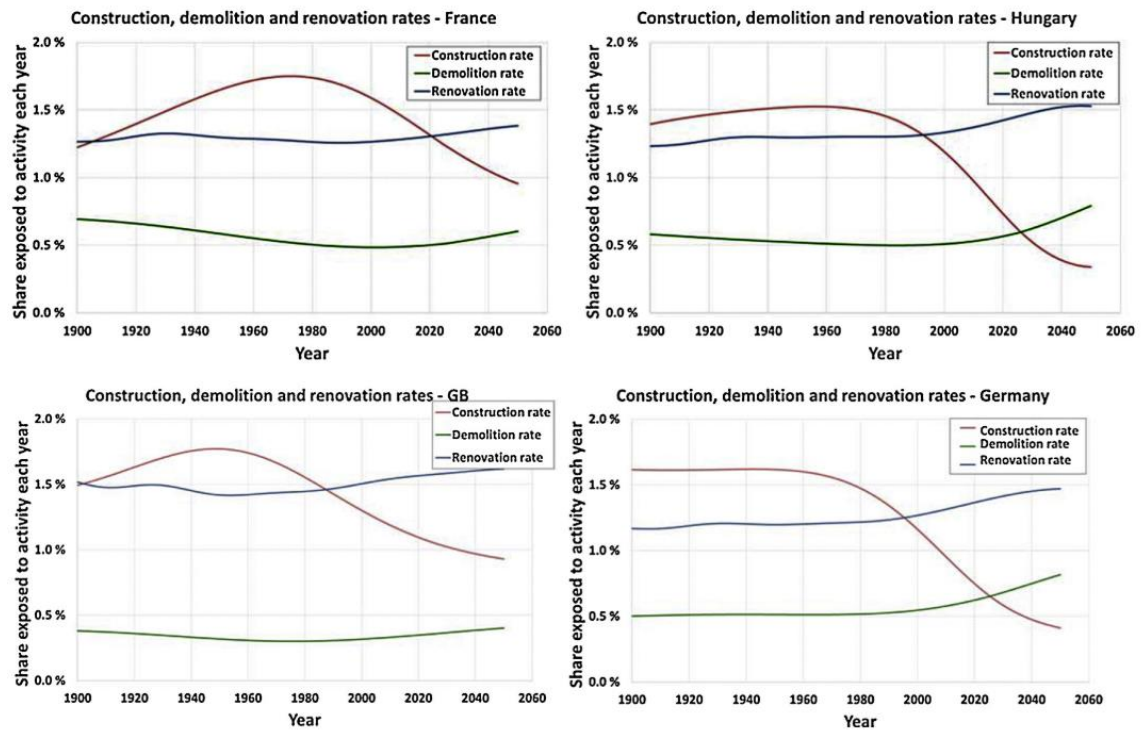 Construction, demolition and renovation rates - France
2.0 %
1.5 %
1.0 %
0.5 %
0.0 %
Share exposed to activity each year
Construction rate
Demolition rate
Renovation rate
1900 1920 1940 1960 1980 2000 2020 2040 2060
Year
Construction, demolition and renovation rates - Hungary
2.0 %
1.5 %
1.0 %
0.5 %
0.0 %
Share exposed to activity each year
Construction rate
Demolition rate
Renovation rate
1900 1920 1940 1960 1980 2000 2020 2040 2060
Year
Construction, demolition and renovation rates - GB
2.0 %
1.5 %
1.0 %
0.5 %
0.0 %
Share exposed to activity each year
Construction rate
Demolition rate
Renovation rate
1900 1920 1940 1960 1980 2000 2020 2040 2060
Year
Construction, demolition and renovation rates - Germany
2.0 %
1.5 %
1.0 %
0.5 %
0.0 %
Share exposed to activity each year
Construction rate
Demolition rate
Renovation rate
1900 1920 1940 1960 1980 2000 2020 2040 2060
Year